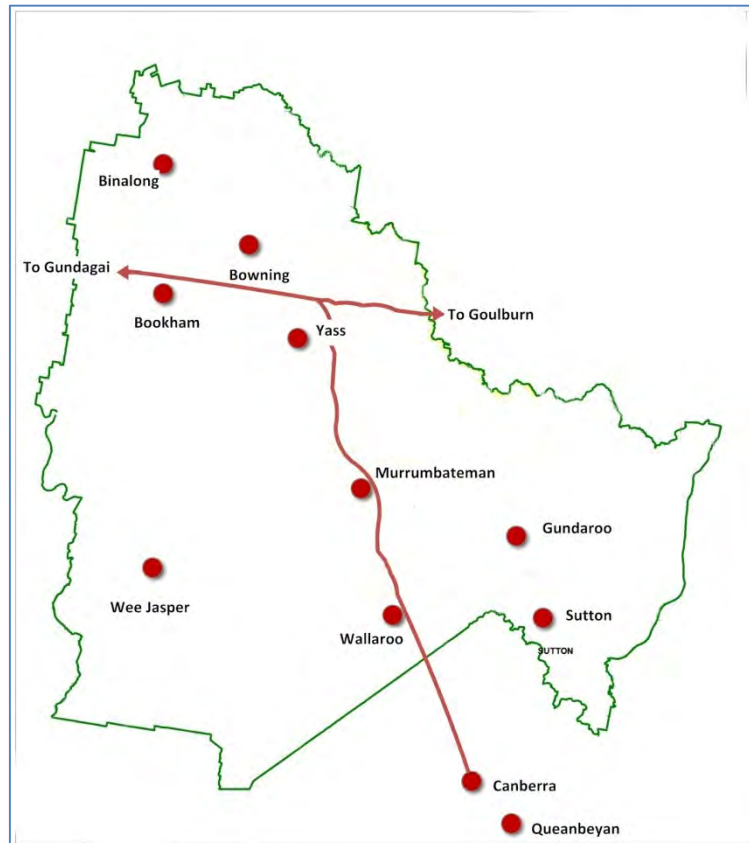 Binalong
To Gundagai
Bowning
Bookham
To Goulburn
Yass
Murrumbateman
Gundaroo
Wee Jasper
Sutton
Wallaroo
SUTTON
Canberra
Queanbeyan